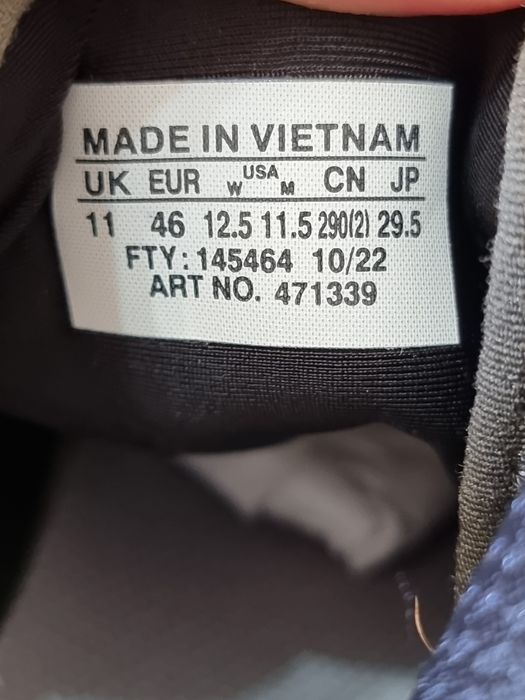 MADE IN VIETNAM
UK EUR W USA M CN JP
11 46 12.5 11.5 290(2) 29.5
FTY: 145464 10/22
ART NO. 471339